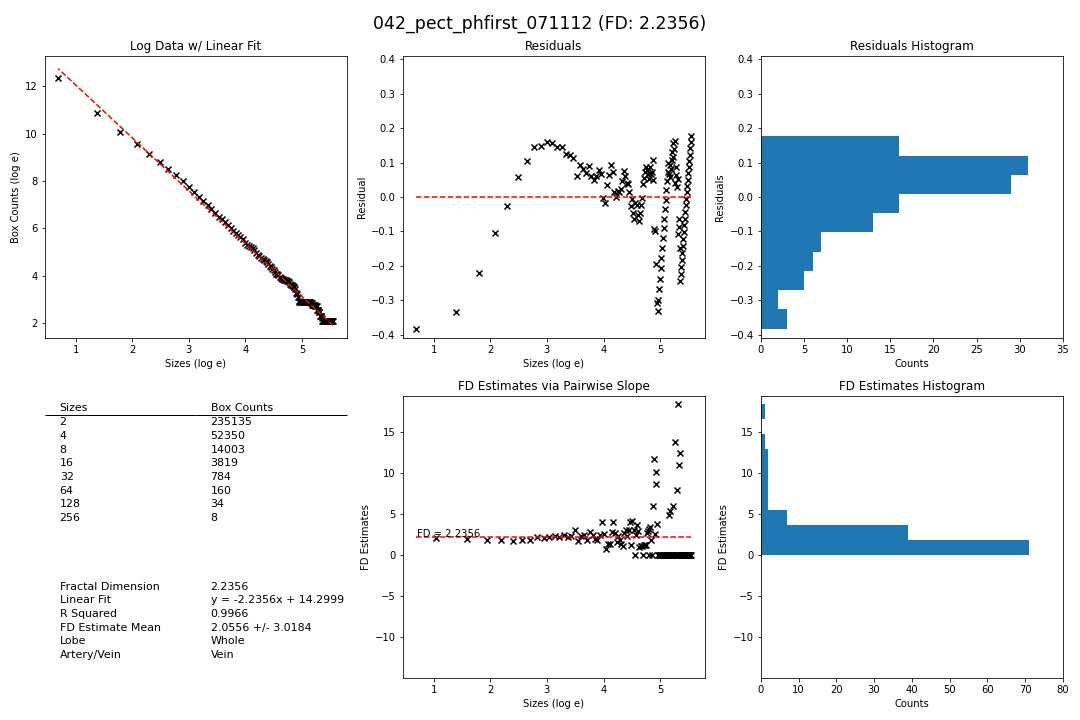 042_pect_phfirst_071112 (FD: 2.2356)
Log Data w/ Linear Fit
Box Counts (log e)
12
10
8
6
4
2
1 2 3 4 5
Sizes (log e)
Residuals
Residual
0.4
0.3
0.2
0.1
0.0
−0.1
−0.2
−0.3
−0.4
1 2 3 4 5
Sizes (log e)
Residuals Histogram
Residuals
0.4
0.3
0.2
0.1
0.0
−0.1
−0.2
−0.3
−0.4
0 5 10 15 20 25 30 35
Counts
Sizes Box Counts
2 235135
4 52350
8 14003
16 3819
32 784
64 160
128 34
256 8
Fractal Dimension 2.2356
Linear Fit y = -2.2356x + 14.2999
R Squared 0.9966
FD Estimate Mean 2.0556 +/- 3.0184
Lobe Whole
Artery/Vein Vein
FD Estimates via Pairwise Slope
FD Estimates
15
10
5
0
−5
−10
FD = 2.2356
1 2 3 4 5
Sizes (log e)
FD Estimates Histogram
FD Estimates
15
10
5
0
−5
−10
0 10 20 30 40 50 60 70 80
Counts